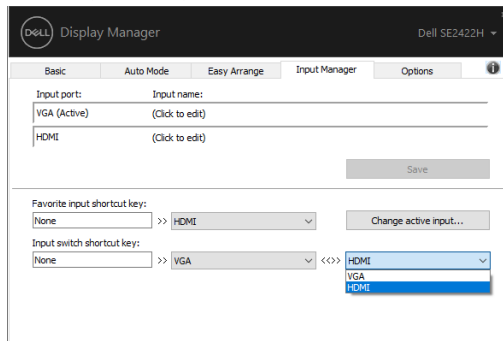 DELL Display Manager Dell SE2422H
Basic Auto Mode Easy Arrange Input Manager Options
Input port: Input name:
VGA (Active) (Click to edit)
HDMI (Click to edit)
Save
Favorite input shortcut key:
None >> HDMI Change active input...
Input switch shortcut key:
None >> VGA <<>> HDMI
VGA
HDMI